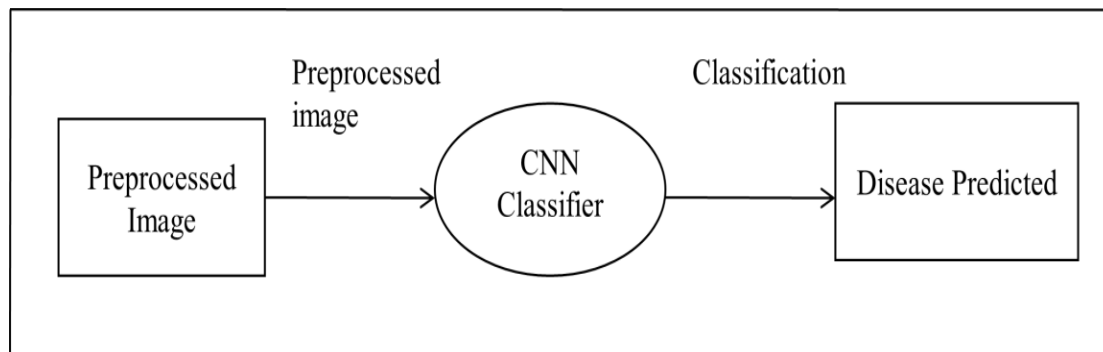 Preprocessed
image
Classification
Preprocessed
Image
CNN
Classifier
Disease Predicted